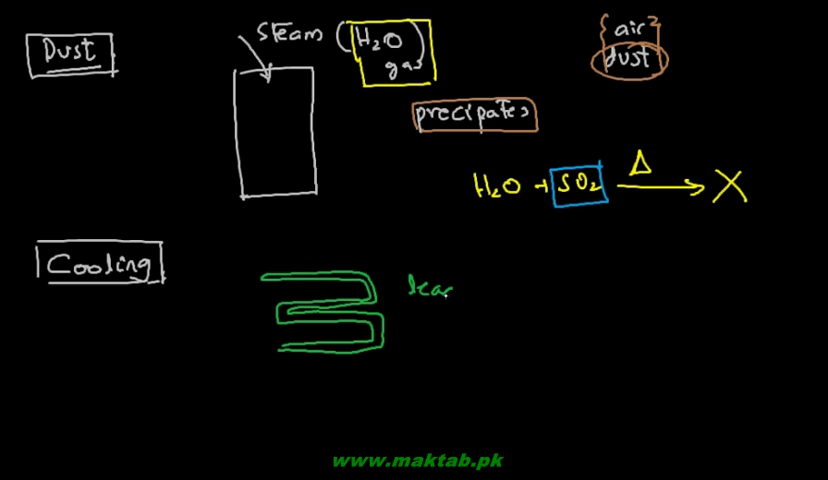 Dust
Steam (H₂O gas)
{air}
dust
precipates
H₂O + SO₂ Δ → X
Cooling
www.maktab.pk